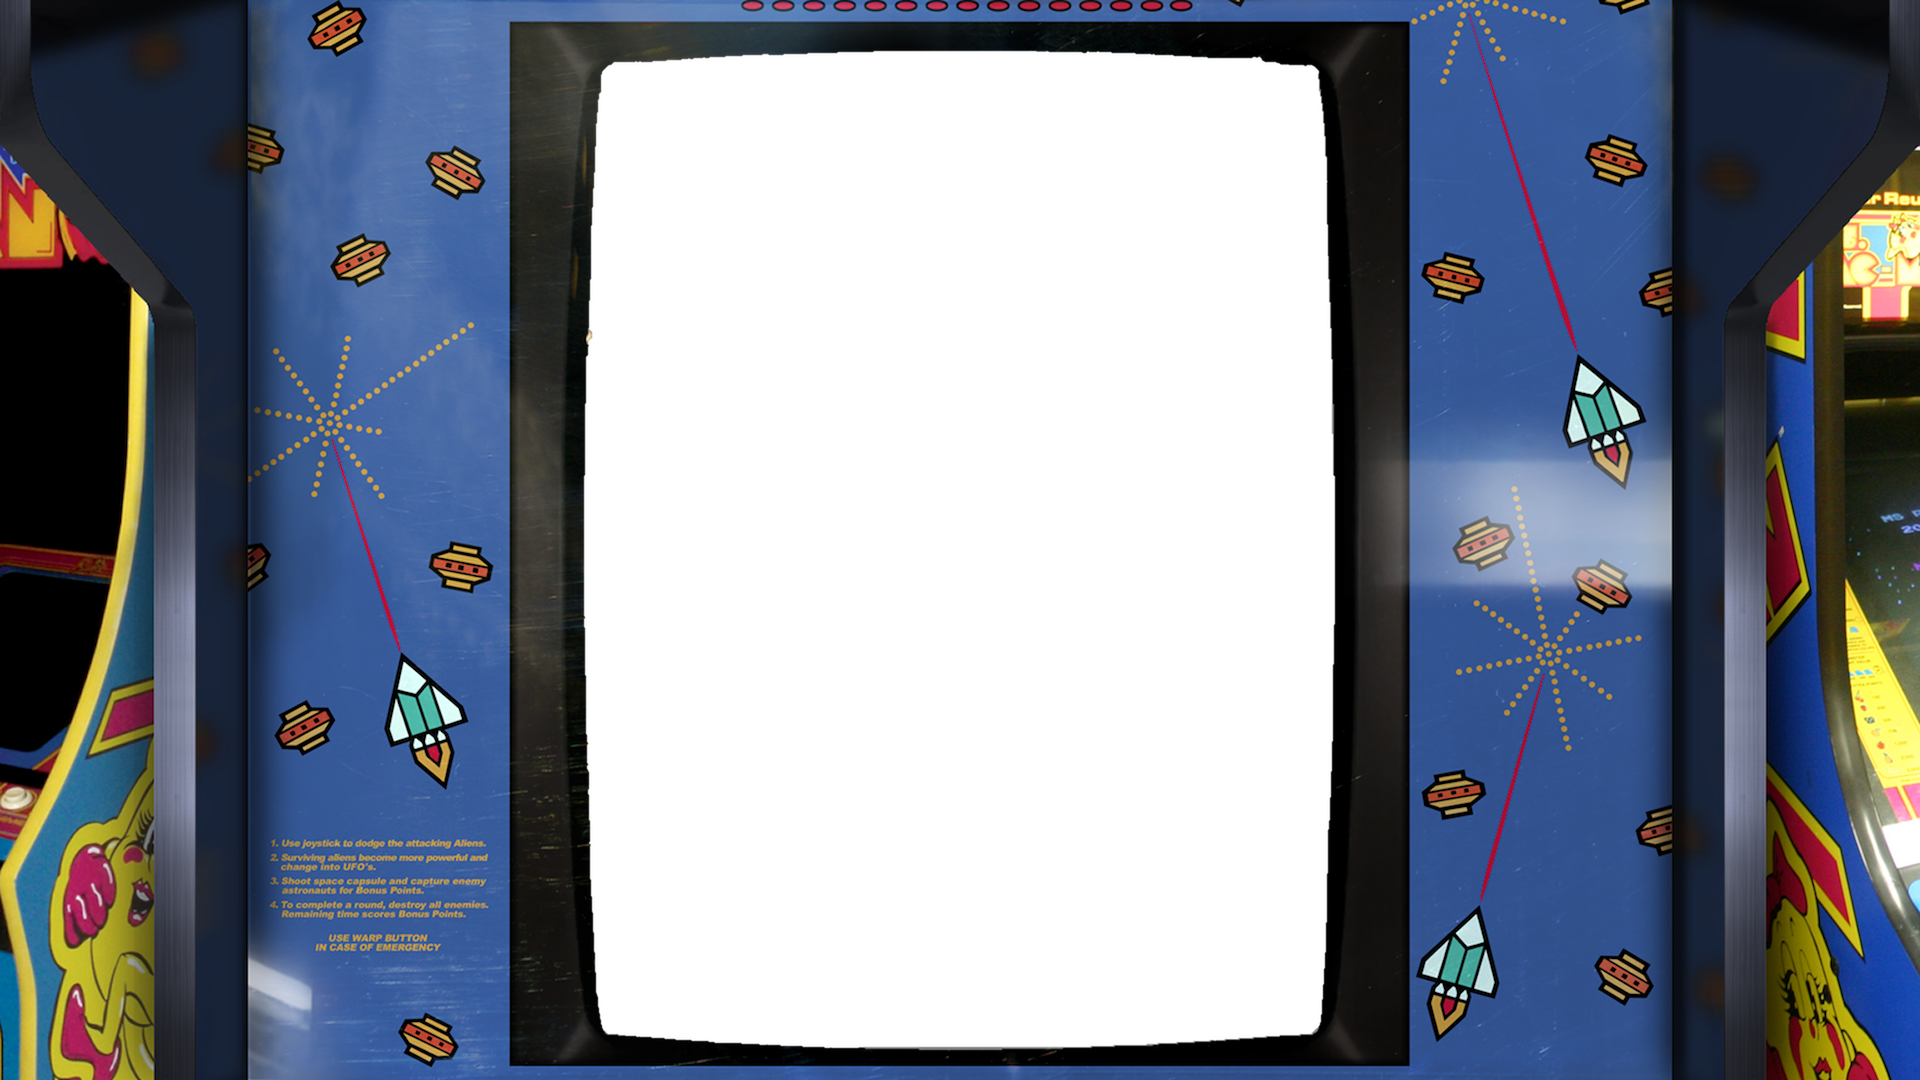 1. Use joystick to dodge the attacking Aliens.
2. Surviving aliens become more powerful and
change into UFO's.
3. Shoot space capsule and capture enemy
astronauts for Bonus Points.
4. To complete a round, destroy all enemies.
Remaining time scores Bonus Points.
USE WARP BUTTON
IN CASE OF EMERGENCY
MS